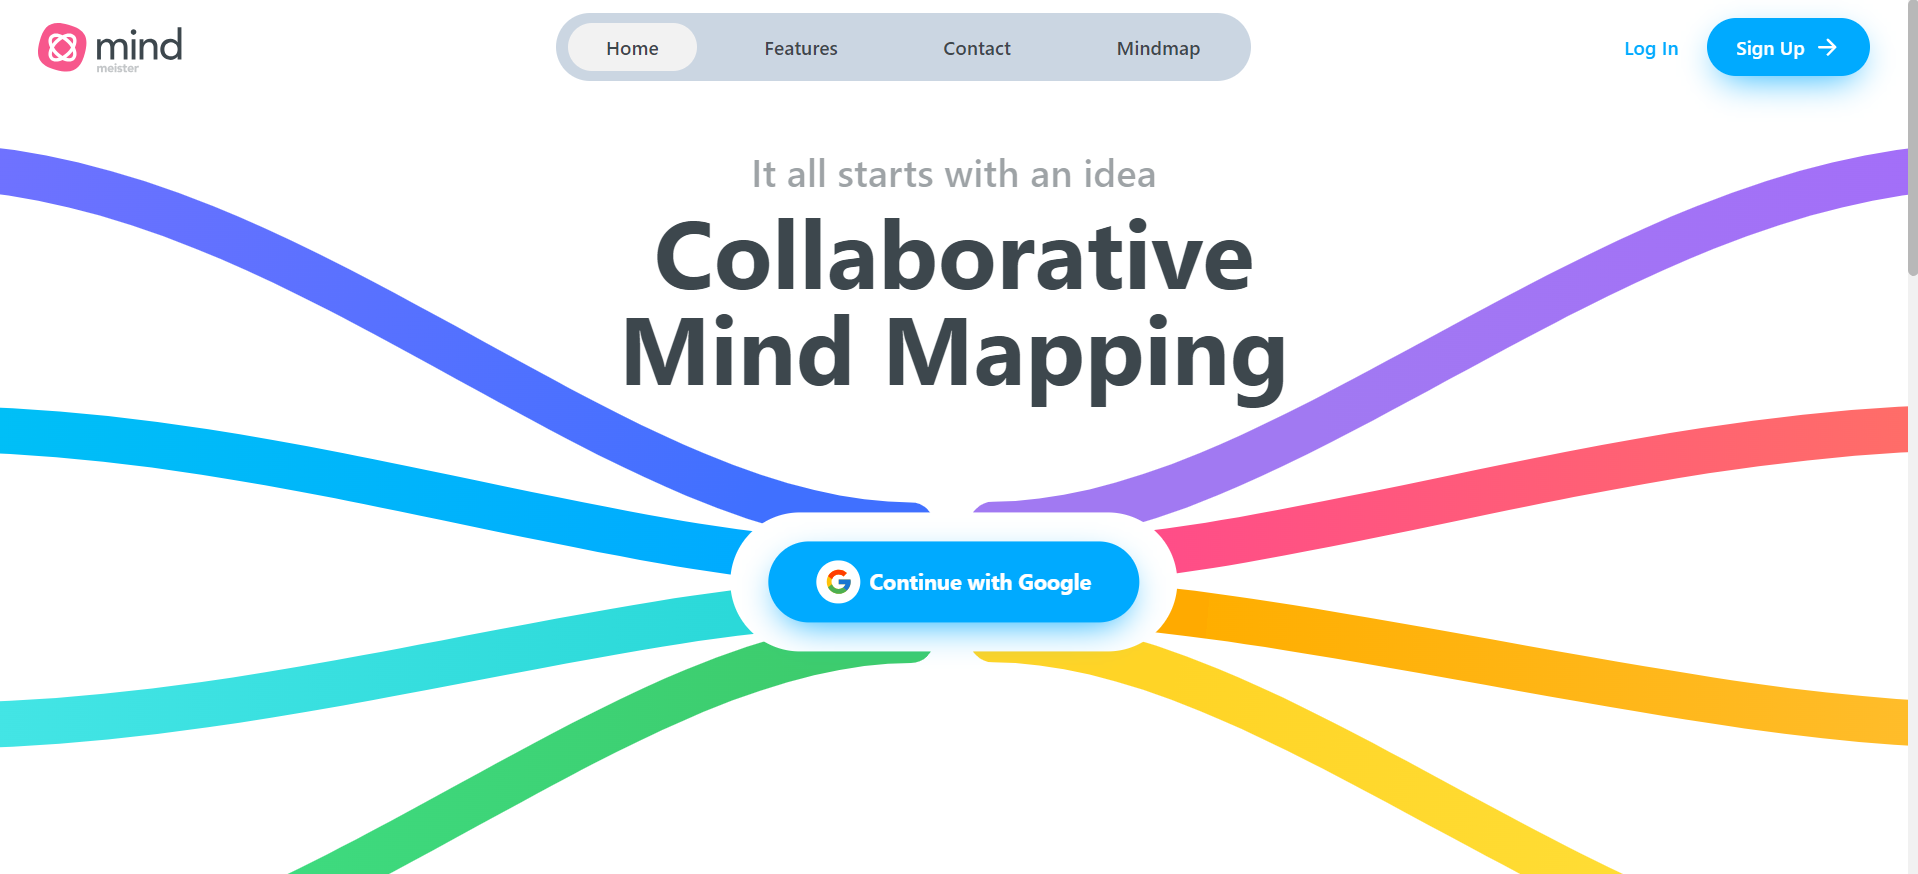 mind
meister
Home
Features
Contact
Mindmap
Log In
Sign Up
It all starts with an idea
Collaborative
Mind Mapping
Continue with Google